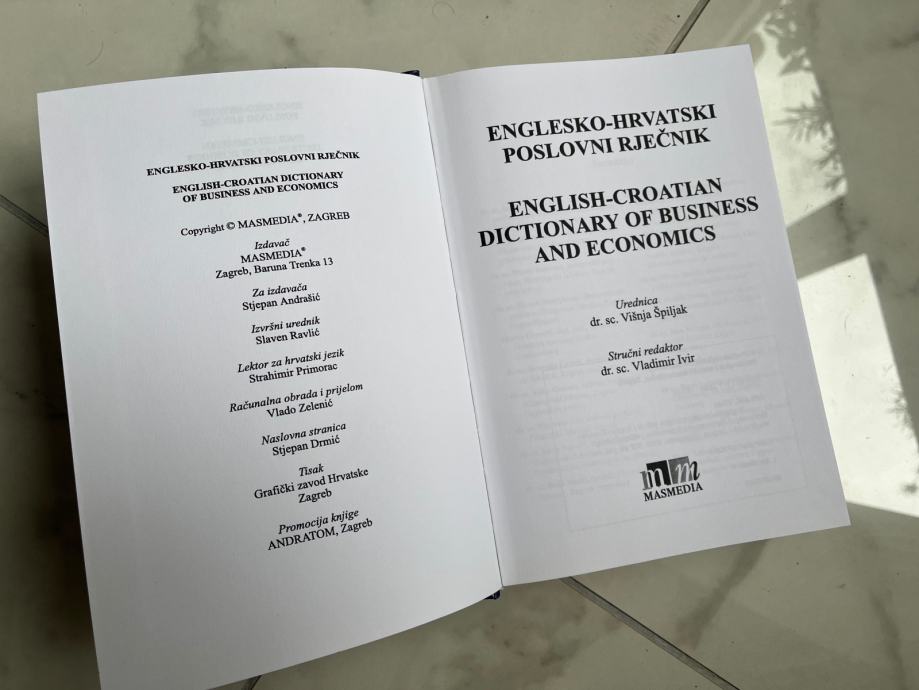 ENGLESKO-HRVATSKI POSLOVNI RJEČNIK
ENGLISH-CROATIAN DICTIONARY
OF BUSINESS AND ECONOMICS
Copyright © MASMEDIA®, ZAGREB
Izdavač
MASMEDIA®
Zagreb, Baruna Trenka 13
Za izdavača
Stjepan Andrašić
Izvršni urednik
Slaven Ravlić
Lektor za hrvatski jezik
Strahimir Primorac
Računalna obrada i prijelom
Vlado Zelenić
Naslovna stranica
Stjepan Drmić
Tisak
Grafički zavod Hrvatske
Zagreb
Promocija knjige
ANDRATOM, Zagreb
ENGLESKO-HRVATSKI
POSLOVNI RJEČNIK
ENGLISH-CROATIAN
DICTIONARY OF BUSINESS
AND ECONOMICS
Urednica
dr. sc. Višnja Špiljak
Stručni redaktor
dr. sc. Vladimir Ivir
mm
MASMEDIA